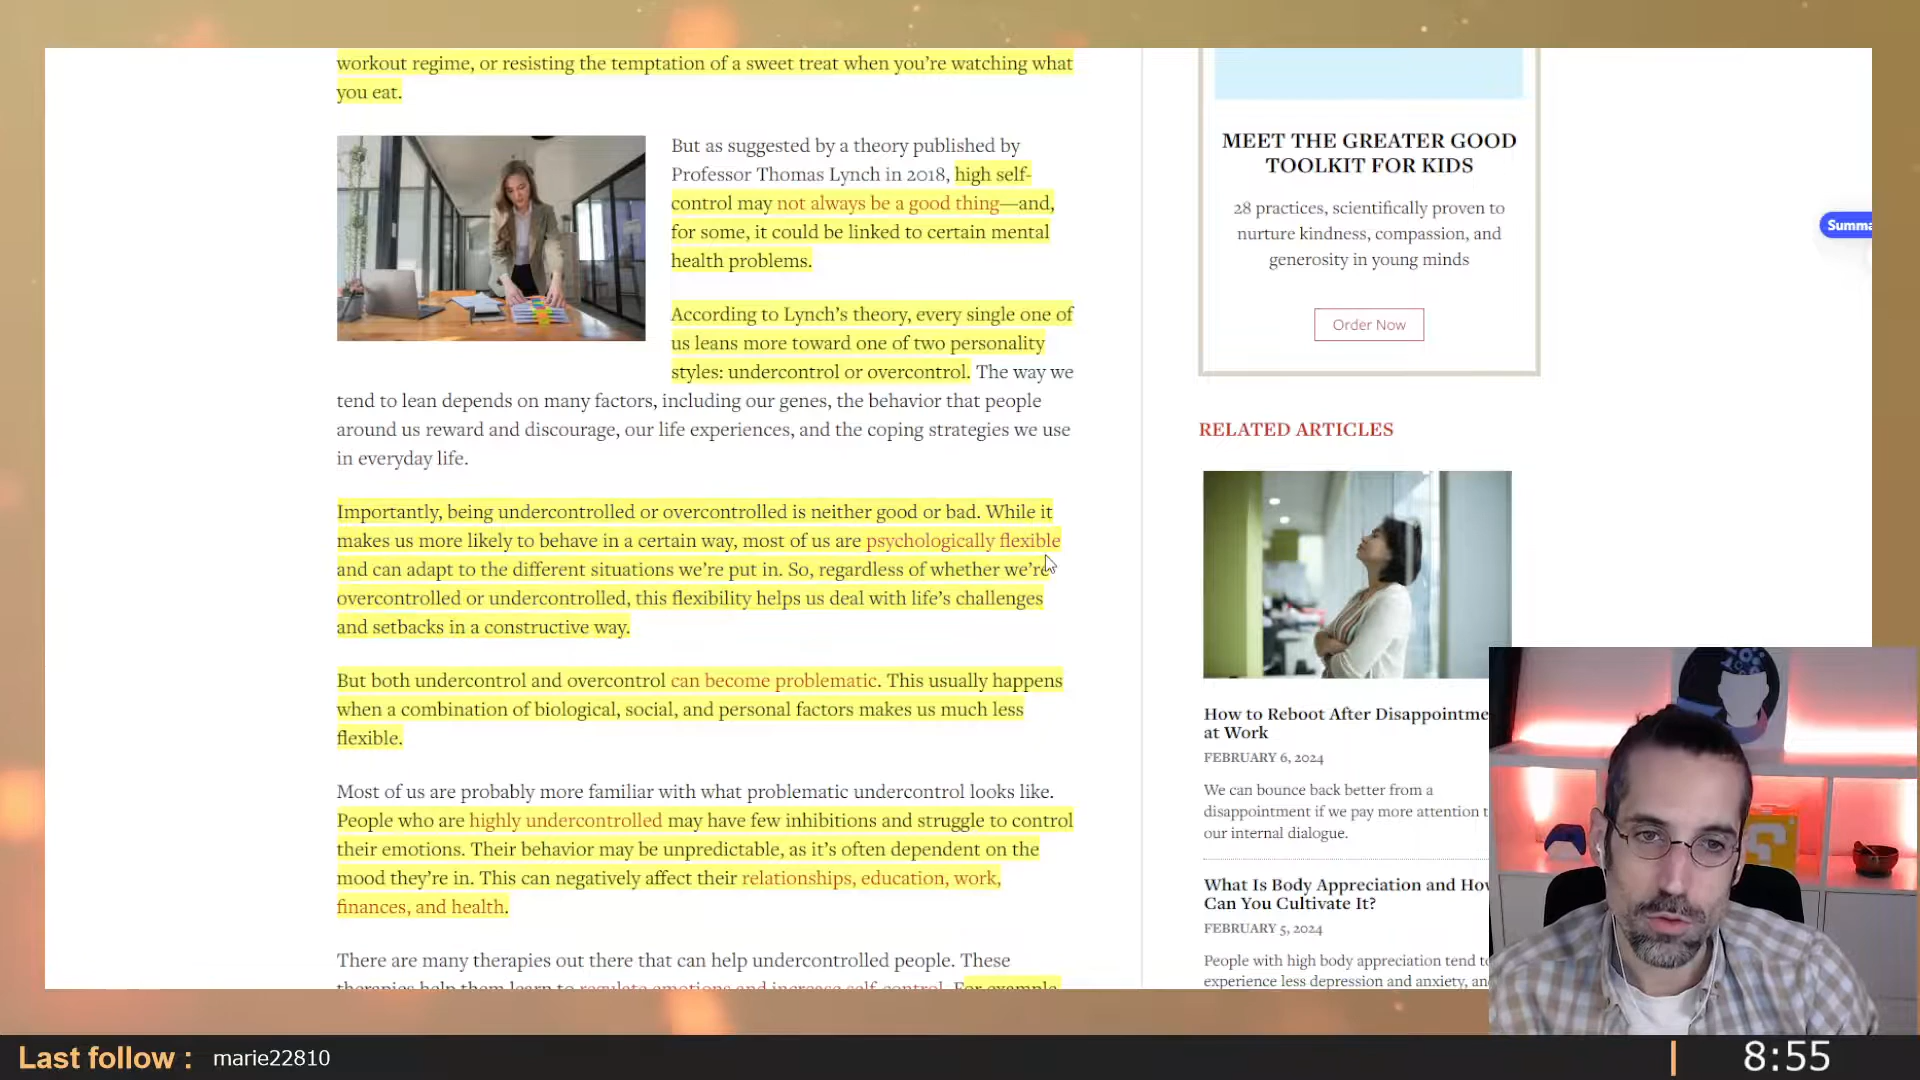 workout regime, or resisting the temptation of a sweet treat when you're watching what
you eat.
But as suggested by a theory published by
Professor Thomas Lynch in 2018, high self-
control may not always be a good thing—and,
for some, it could be linked to certain mental
health problems.
According to Lynch's theory, every single one of
us leans more toward one of two personality
styles: undercontrol or overcontrol. The way we
tend to lean depends on many factors, including our genes, the behavior that people
around us reward and discourage, our life experiences, and the coping strategies we use
in everyday life.
Importantly, being undercontrolled or overcontrolled is neither good or bad. While it
makes us more likely to behave in a certain way, most of us are psychologically flexible
and can adapt to the different situations we're put in. So, regardless of whether we're
overcontrolled or undercontrolled, this flexibility helps us deal with life's challenges
and setbacks in a constructive way.
But both undercontrol and overcontrol can become problematic. This usually happens
when a combination of biological, social, and personal factors makes us much less
flexible.
Most of us are probably more familiar with what problematic undercontrol looks like.
People who are highly undercontrolled may have few inhibitions and struggle to control
their emotions. Their behavior may be unpredictable, as it's often dependent on the
mood they're in. This can negatively affect their relationships, education, work,
finances, and health.
There are many therapies out there that can help undercontrolled people. These
therapies help them learn to regulate emotions and increase self-control. For example,
MEET THE GREATER GOOD
TOOLKIT FOR KIDS
28 practices, scientifically proven to
nurture kindness, compassion, and
generosity in young minds
Order Now
Summa
RELATED ARTICLES
How to Reboot After Disappointme
at Work
FEBRUARY 6, 2024
We can bounce back better from a
disappointment if we pay more attention t
our internal dialogue.
What Is Body Appreciation and How
Can You Cultivate It?
FEBRUARY 5, 2024
People with high body appreciation tend to
experience less depression and anxiety, an
Last follow : marie22810
8:55